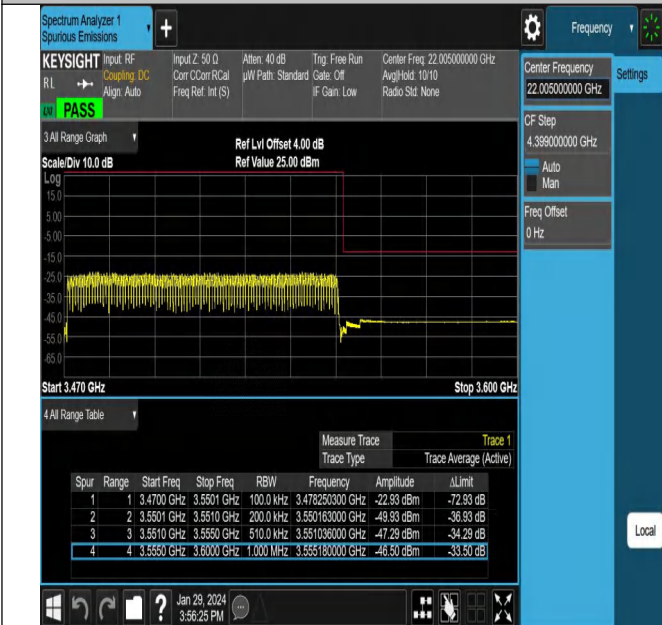 Spectrum Analyzer 1
Spurious Emissions
Frequency
KEYSIGHT
RL
PASS
Input: RF
Coupling: DC
Align: Auto
Input Z: 50 Ω
Corr CCorr RCal
Freq Ref: Int (S)
Atten: 40 dB
µW Path: Standard
Trig: Free Run
Gate: Off
IF Gain: Low
Center Freq: 22.005000000 GHz
Avg|Hold: 10/10
Radio Std: None
Center Frequency
22.005000000 GHz
Settings
CF Step
4.399000000 GHz
Auto
Man
Freq Offset
0 Hz
3 All Range Graph
Ref Lvl Offset 4.00 dB
Scale/Div 10.0 dB
Ref Value 25.00 dBm
Log
15.0
5.00
-5.00
-15.0
-25.0
-35.0
-45.0
-55.0
-65.0
Start 3.470 GHz
Stop 3.600 GHz
4 All Range Table
Measure Trace Trace 1
Trace Type Trace Average (Active)
Spur Range Start Freq Stop Freq RBW Frequency Amplitude ΔLimit
1 1 3.4700 GHz 3.5501 GHz 100.0 kHz 3.478250300 GHz -22.93 dBm -72.93 dB
2 2 3.5501 GHz 3.5510 GHz 200.0 kHz 3.550163000 GHz -49.93 dBm -36.93 dB
3 3 3.5510 GHz 3.5550 GHz 510.0 kHz 3.551036000 GHz -47.29 dBm -34.29 dB
4 4 3.5550 GHz 3.6000 GHz 1.000 MHz 3.555180000 GHz -46.50 dBm -33.50 dB
Local
Jan 29, 2024
3:56:25 PM